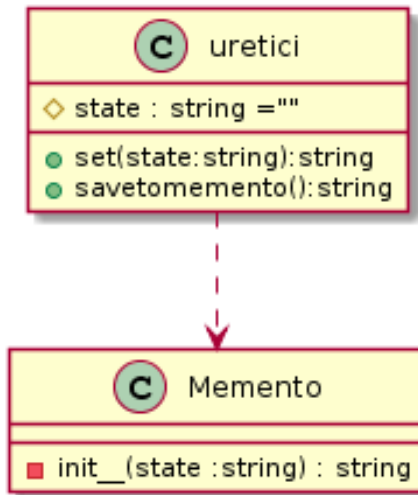 C uretici
state : string =""
set(state:string):string
savetomemento():string
C Memento
init__(state :string) : string